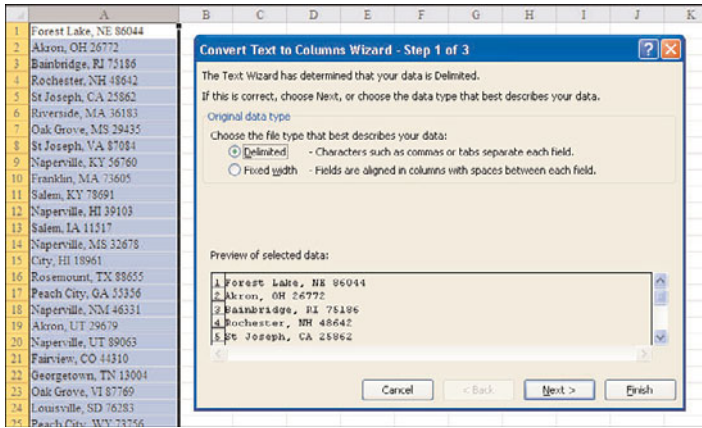 A B C D E F G H I J K
1 Forest Lake, NE 86044
2 Akron, OH 26772
3 Bainbridge, RI 75186
4 Rochester, NH 48642
5 St Joseph, CA 25862
6 Riverside, MA 36183
7 Oak Grove, MS 29435
8 St Joseph, VA 87084
9 Naperville, KY 56760
10 Franklin, MA 73605
11 Salem, KY 78691
12 Naperville, HI 39103
13 Salem, IA 11517
14 Naperville, MS 32678
15 City, HI 18961
16 Rosemount, TX 88655
17 Peach City, GA 55356
18 Naperville, NM 46331
19 Akron, UT 29679
20 Naperville, UT 89063
21 Fairview, CO 44310
22 Georgetown, TN 13004
23 Oak Grove, VI 87769
24 Louisville, SD 76283
25 Peach City, WY 73756
Convert Text to Columns Wizard - Step 1 of 3
The Text Wizard has determined that your data is Delimited.
If this is correct, choose Next, or choose the data type that best describes your data.
Original data type
Choose the file type that best describes your data:
Delimited - Characters such as commas or tabs separate each field.
Fixed width - Fields are aligned in columns with spaces between each field.
Preview of selected data:
1 Forest Lake, NE 86044
2 Akron, OH 26772
3 Bainbridge, RI 75186
4 Rochester, NH 48642
5 St Joseph, CA 25862
Cancel < Back Next > Finish